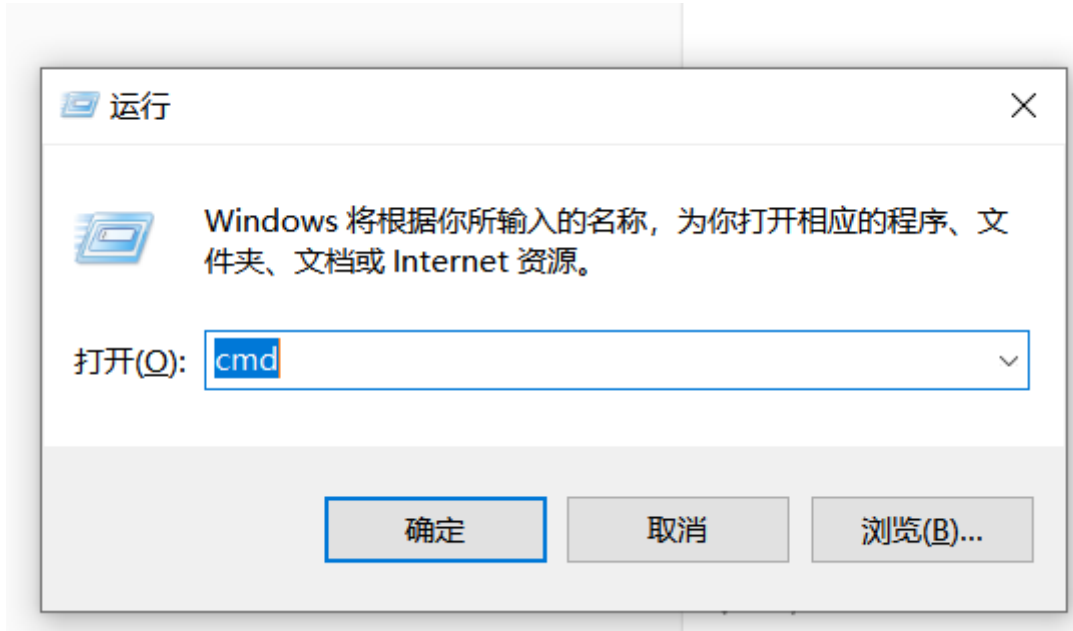 运行
Windows 将根据你所输入的名称，为你打开相应的程序、文
件夹、文档或 Internet 资源。
打开(O): cmd
确定 取消 浏览(B)...